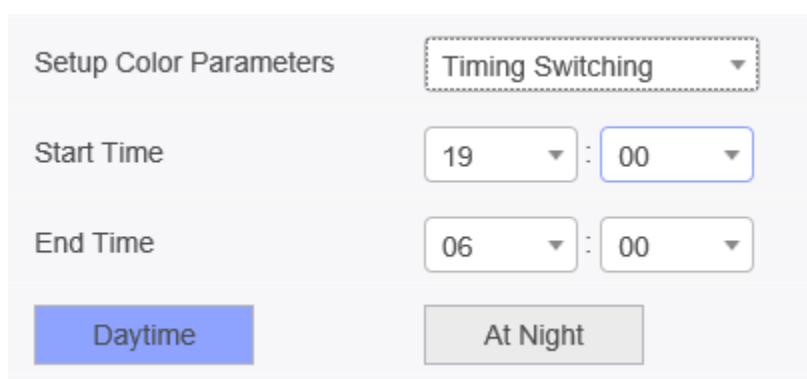 Setup Color Parameters Timing Switching
Start Time 19 : 00
End Time 06 : 00
Daytime At Night